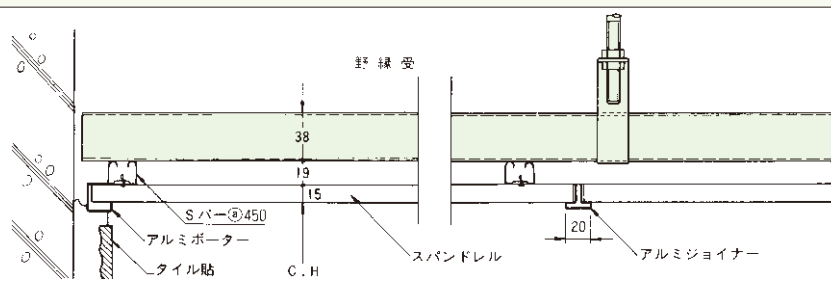 野縁受
38
19
15
Sバー@450
アルミボーダー
タイル貼
C.H
スパンドレル
20
アルミジョイナー